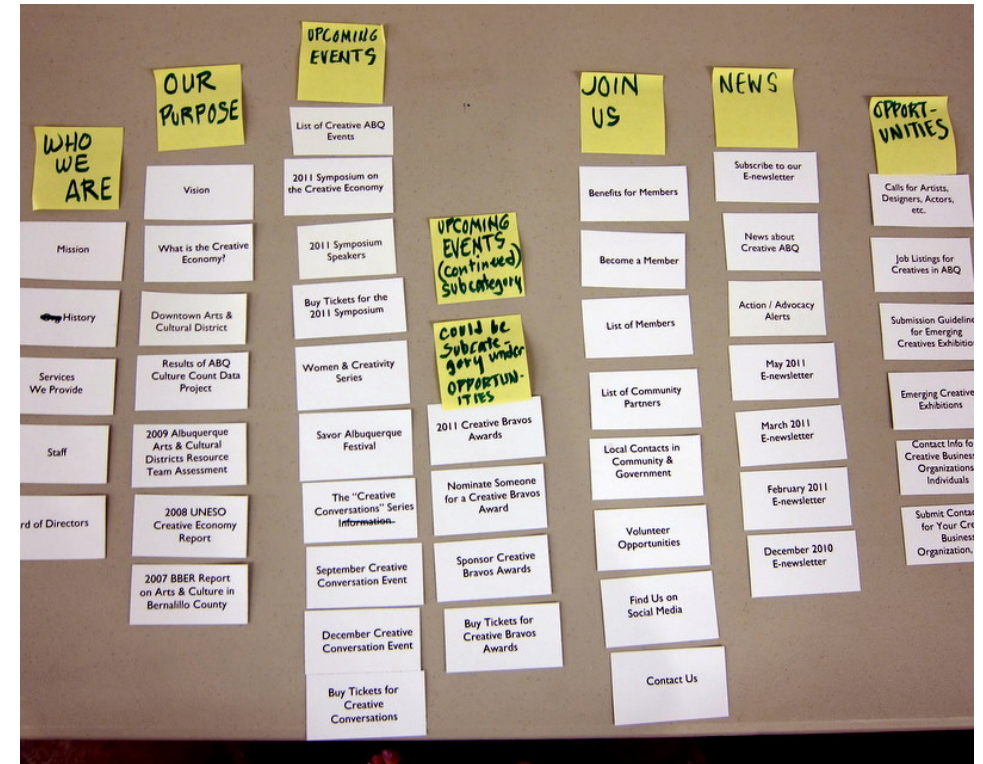 WHO
WE
ARE
Mission
History
Services
We Provide
Staff
rd of Directors
OUR
PURPOSE
Vision
What is the Creative
Economy?
Downtown Arts &
Cultural District
Results of ABQ
Culture Count Data
Project
2009 Albuquerque
Arts & Cultural
Districts Resource
Team Assessment
2008 UNESO
Creative Economy
Report
2007 BBER Report
on Arts & Culture in
Bernalillo County
UPCOMING
EVENTS
List of Creative ABQ
Events
2011 Symposium on
the Creative Economy
2011 Symposium
Speakers
Buy Tickets for the
2011 Symposium
Women & Creativity
Series
Savor Albuquerque
Festival
The "Creative
Conversations" Series
Information
September Creative
Conversation Event
December Creative
Conversation Event
Buy Tickets for
Creative
Conversations
UPCOMING
EVENTS
(continued)
subcategory
could be
subcate-
gory under
OPPORTUN-
ITIES
2011 Creative Bravos
Awards
Nominate Someone
for a Creative Bravos
Award
Sponsor Creative
Bravos Awards
Buy Tickets for
Creative Bravos
Awards
JOIN
US
Benefits for Members
Become a Member
List of Members
List of Community
Partners
Local Contacts in
Community &
Government
Volunteer
Opportunities
Find Us on
Social Media
Contact Us
NEWS
Subscribe to our
E-newsletter
News about
Creative ABQ
Action / Advocacy
Alerts
May 2011
E-newsletter
March 2011
E-newsletter
February 2011
E-newsletter
December 2010
E-newsletter
OPPORT-
UNITIES
Calls for Artists,
Designers, Actors,
etc.
Job Listings for
Creatives in ABQ
Submission Guideline
for Emerging
Creatives Exhibitio
Emerging Creative
Exhibitions
Contact Info fo
Creative Business
Organizations
Individuals
Submit Contac
for Your Cre
Business
Organization,